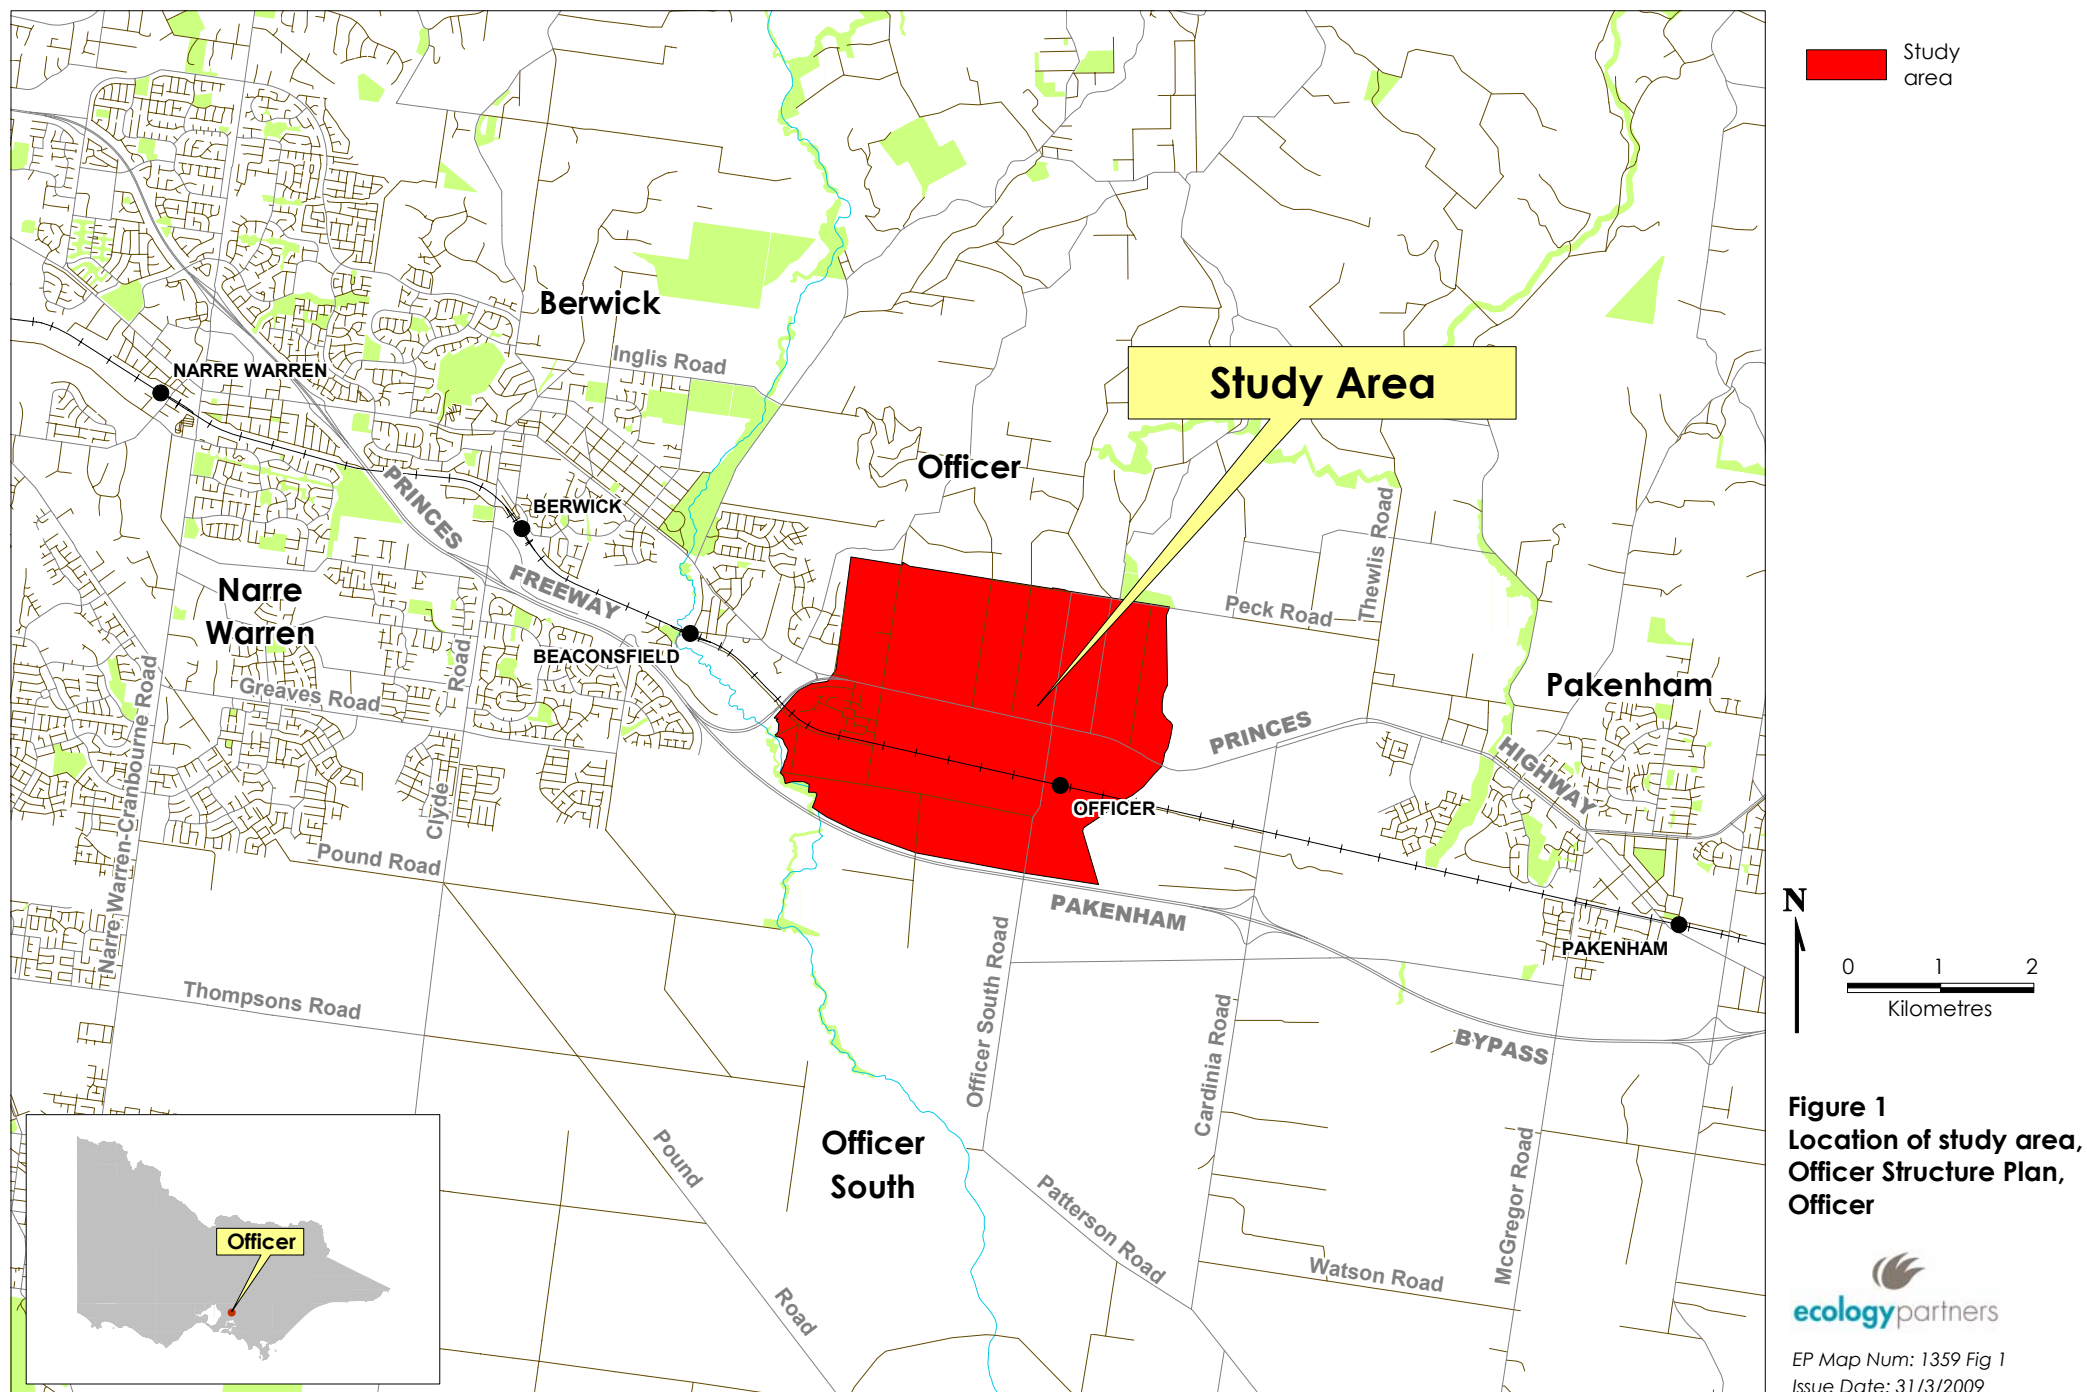 Study
area
Berwick
Inglis Road
NARRE WARREN
Study Area
Officer
PRINCES
FREEWAY
BERWICK
Thewlis Road
Narre
Warren
Peck Road
BEACONSFIELD
Greaves Road
Road
Clyde
Narre Warren-Cranbourne Road
Pakenham
PRINCES
HIGHWAY
OFFICER
Pound Road
PAKENHAM
BYPASS
PAKENHAM
Thompsons Road
Officer South Road
Cardinia Road
McGregor Road
Officer
South
Pound
Road
Patterson Road
Watson Road
Officer
N
0 1 2
Kilometres
Figure 1
Location of study area,
Officer Structure Plan,
Officer
ecologypartners
EP Map Num: 1359 Fig 1
Issue Date: 31/3/2009